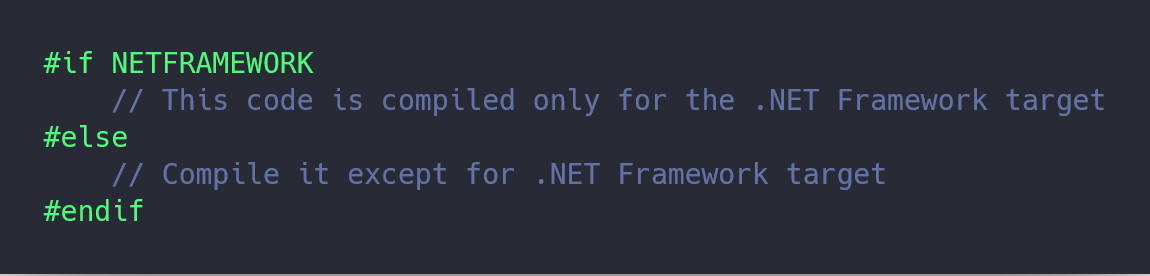 #if NETFRAMEWORK
    // This code is compiled only for the .NET Framework target
#else
    // Compile it except for .NET Framework target
#endif